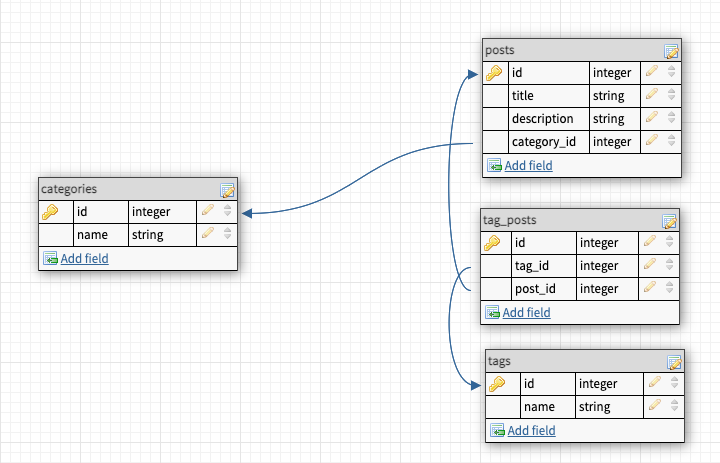 posts
id integer
title string
description string
category_id integer
Add field
categories
id integer
name string
Add field
tag_posts
id integer
tag_id integer
post_id integer
Add field
tags
id integer
name string
Add field